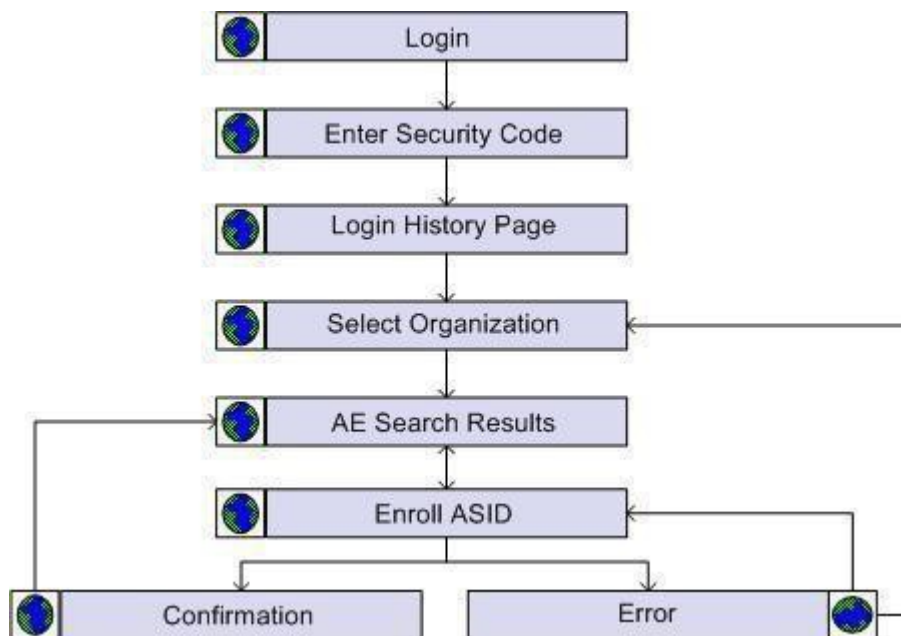 Login
Enter Security Code
Login History Page
Select Organization
AE Search Results
Enroll ASID
Confirmation
Error